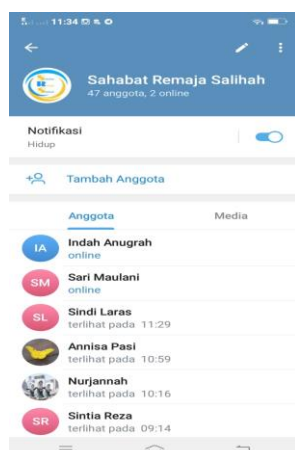 11:34
Sahabat Remaja Salihah
47 anggota, 2 online
Notifikasi
Hidup
Tambah Anggota
Anggota Media
IA Indah Anugrah
online
SM Sari Maulani
online
SL Sindi Laras
terlihat pada 11:29
Annisa Pasi
terlihat pada 10:59
Nurjannah
terlihat pada 10:16
SR Sintia Reza
terlihat pada 09:14